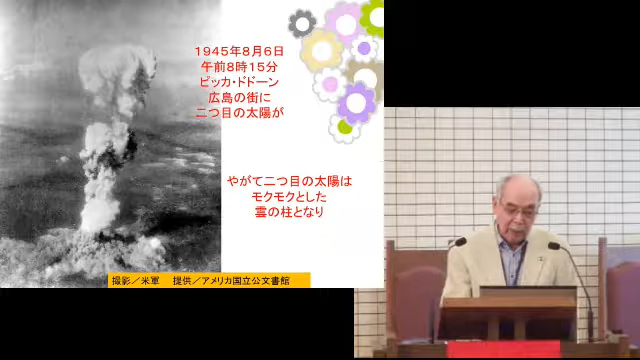 1945年8月6日
午前8時15分
ピッカ・ドドーン
広島の街に
二つ目の太陽が
やがて二つ目の太陽は
モクモクとした
雲の柱となり
撮影／米軍　提供／アメリカ国立公文書館